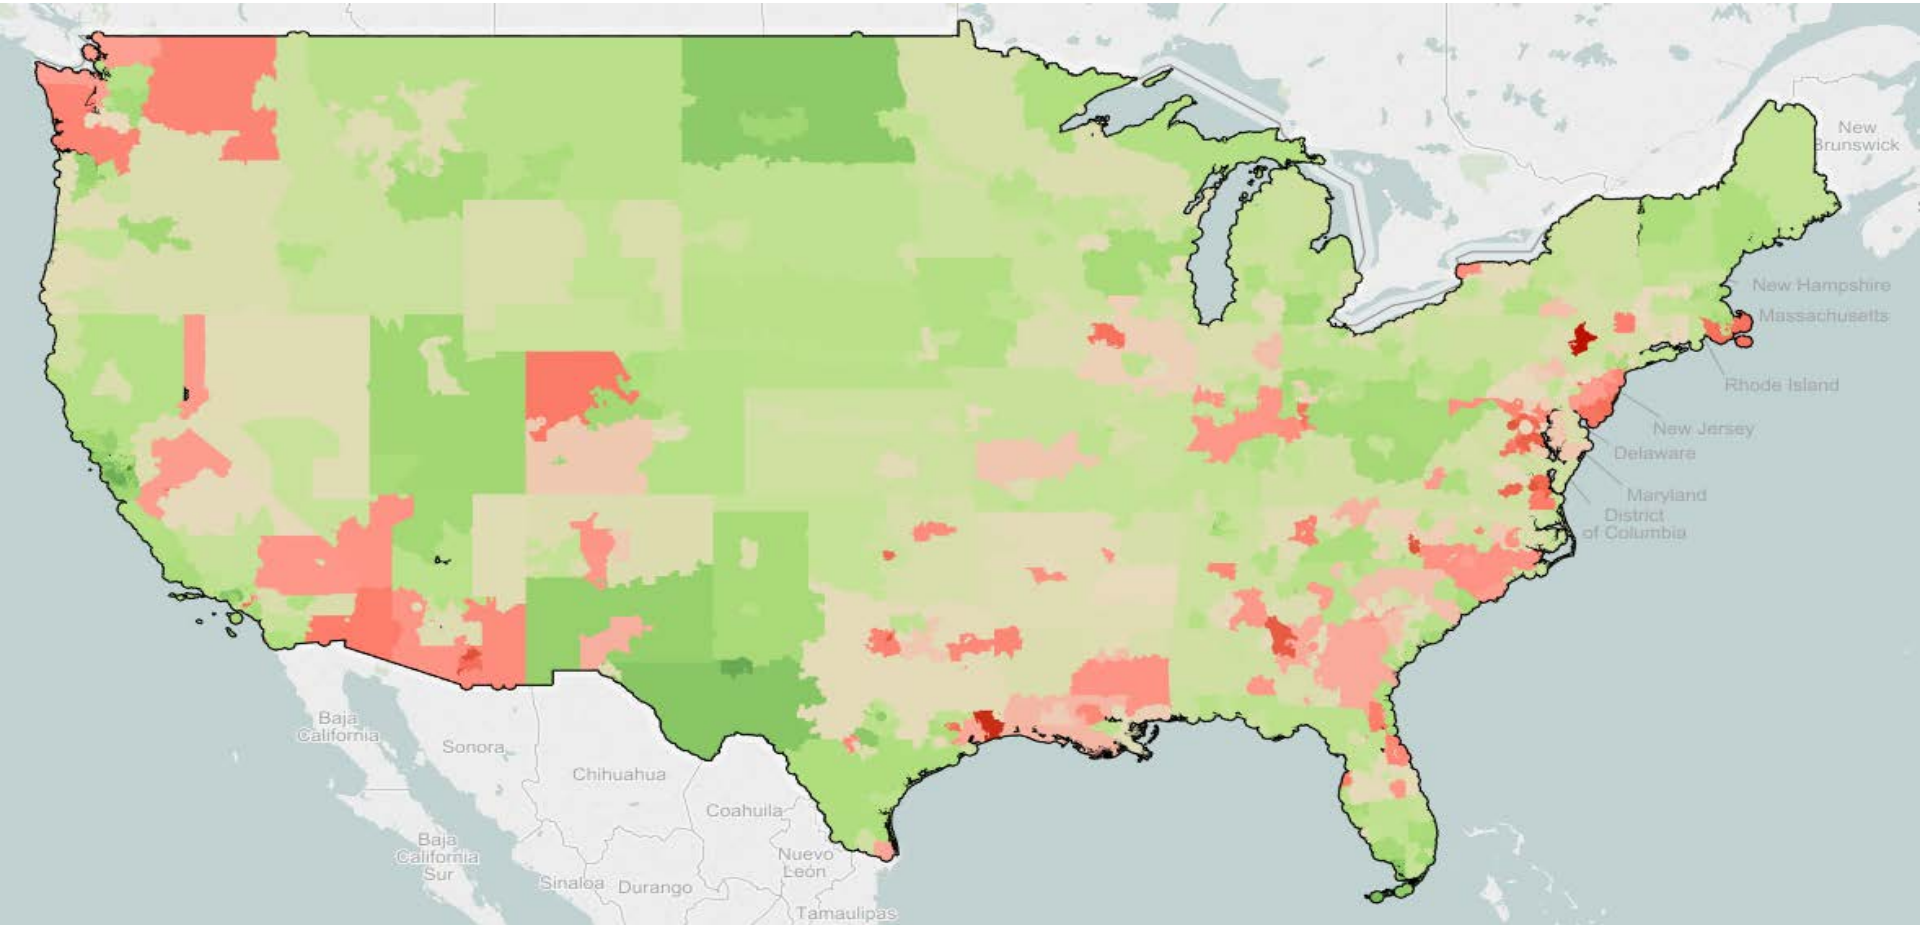 New
Brunswick
New Hampshire
Massachusetts
Rhode Island
New Jersey
Delaware
Maryland
District
of Columbia
Baja
California
Sonora
Chihuahua
Coahuila
Baja
California
Sur
Nuevo
León
Sinaloa
Durango
Tamaulipas